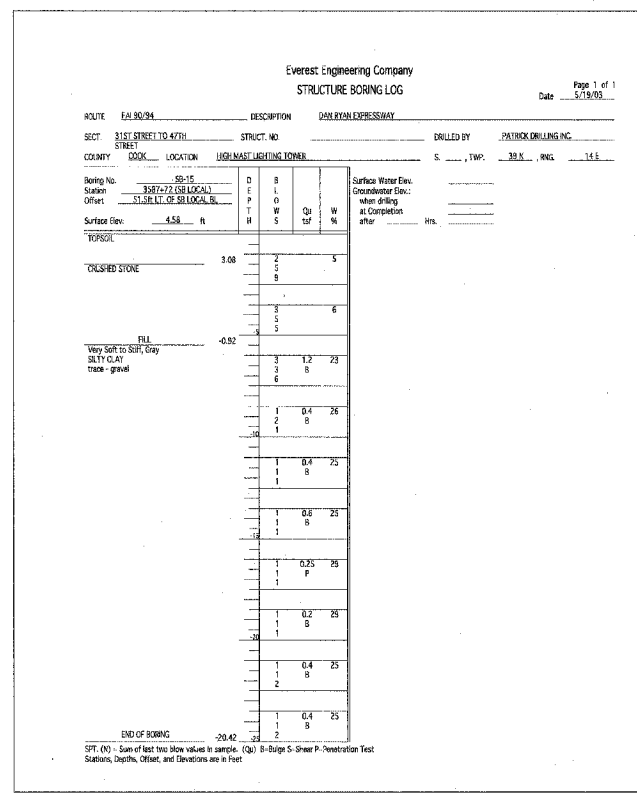 Everest Engineering Company
STRUCTURE BORING LOG
Page 1 of 1
Date 5/19/03
ROUTE FAI 90/94 DESCRIPTION DAN RYAN EXPRESSWAY
SECT. 31ST STREET TO 47TH STREET STRUCT. NO. DRILLED BY PATRICK DRILLING INC.
COUNTY COOK LOCATION HIGH MAST LIGHTING TOWER S. , TWP. 39 N , RNG. 14 E
Boring No. SB-15
Station 3587+72 (SB LOCAL)
Offset 51.5ft LT. OF SB LOCAL BL
Surface Elev. 4.58 ft
DEPTH BLOWS Qu tsf W %
Surface Water Elev.
Groundwater Elev.:
when drilling
at Completion
after Hrs.
TOPSOIL
3.08 2 5
CRUSHED STONE 5
9
3 6
5
-5 5
FILL -0.92
Very Soft to Stiff, Gray
SILTY CLAY 3 1.2 23
trace - gravel 3 B
6
1 0.4 26
2 B
-10 1
1 0.4 25
1 B
1
1 0.6 25
1 B
-15 1
1 0.25 29
1 P
1
1 0.2 29
1 B
-20 1
1 0.4 25
1 B
2
1 0.4 25
1 B
END OF BORING -20.42 -25 2
SPT. (N) = Sum of last two blow values in sample. (Qu) B=Bulge S=Shear P=Penetration Test
Stations, Depths, Offset, and Elevations are in Feet